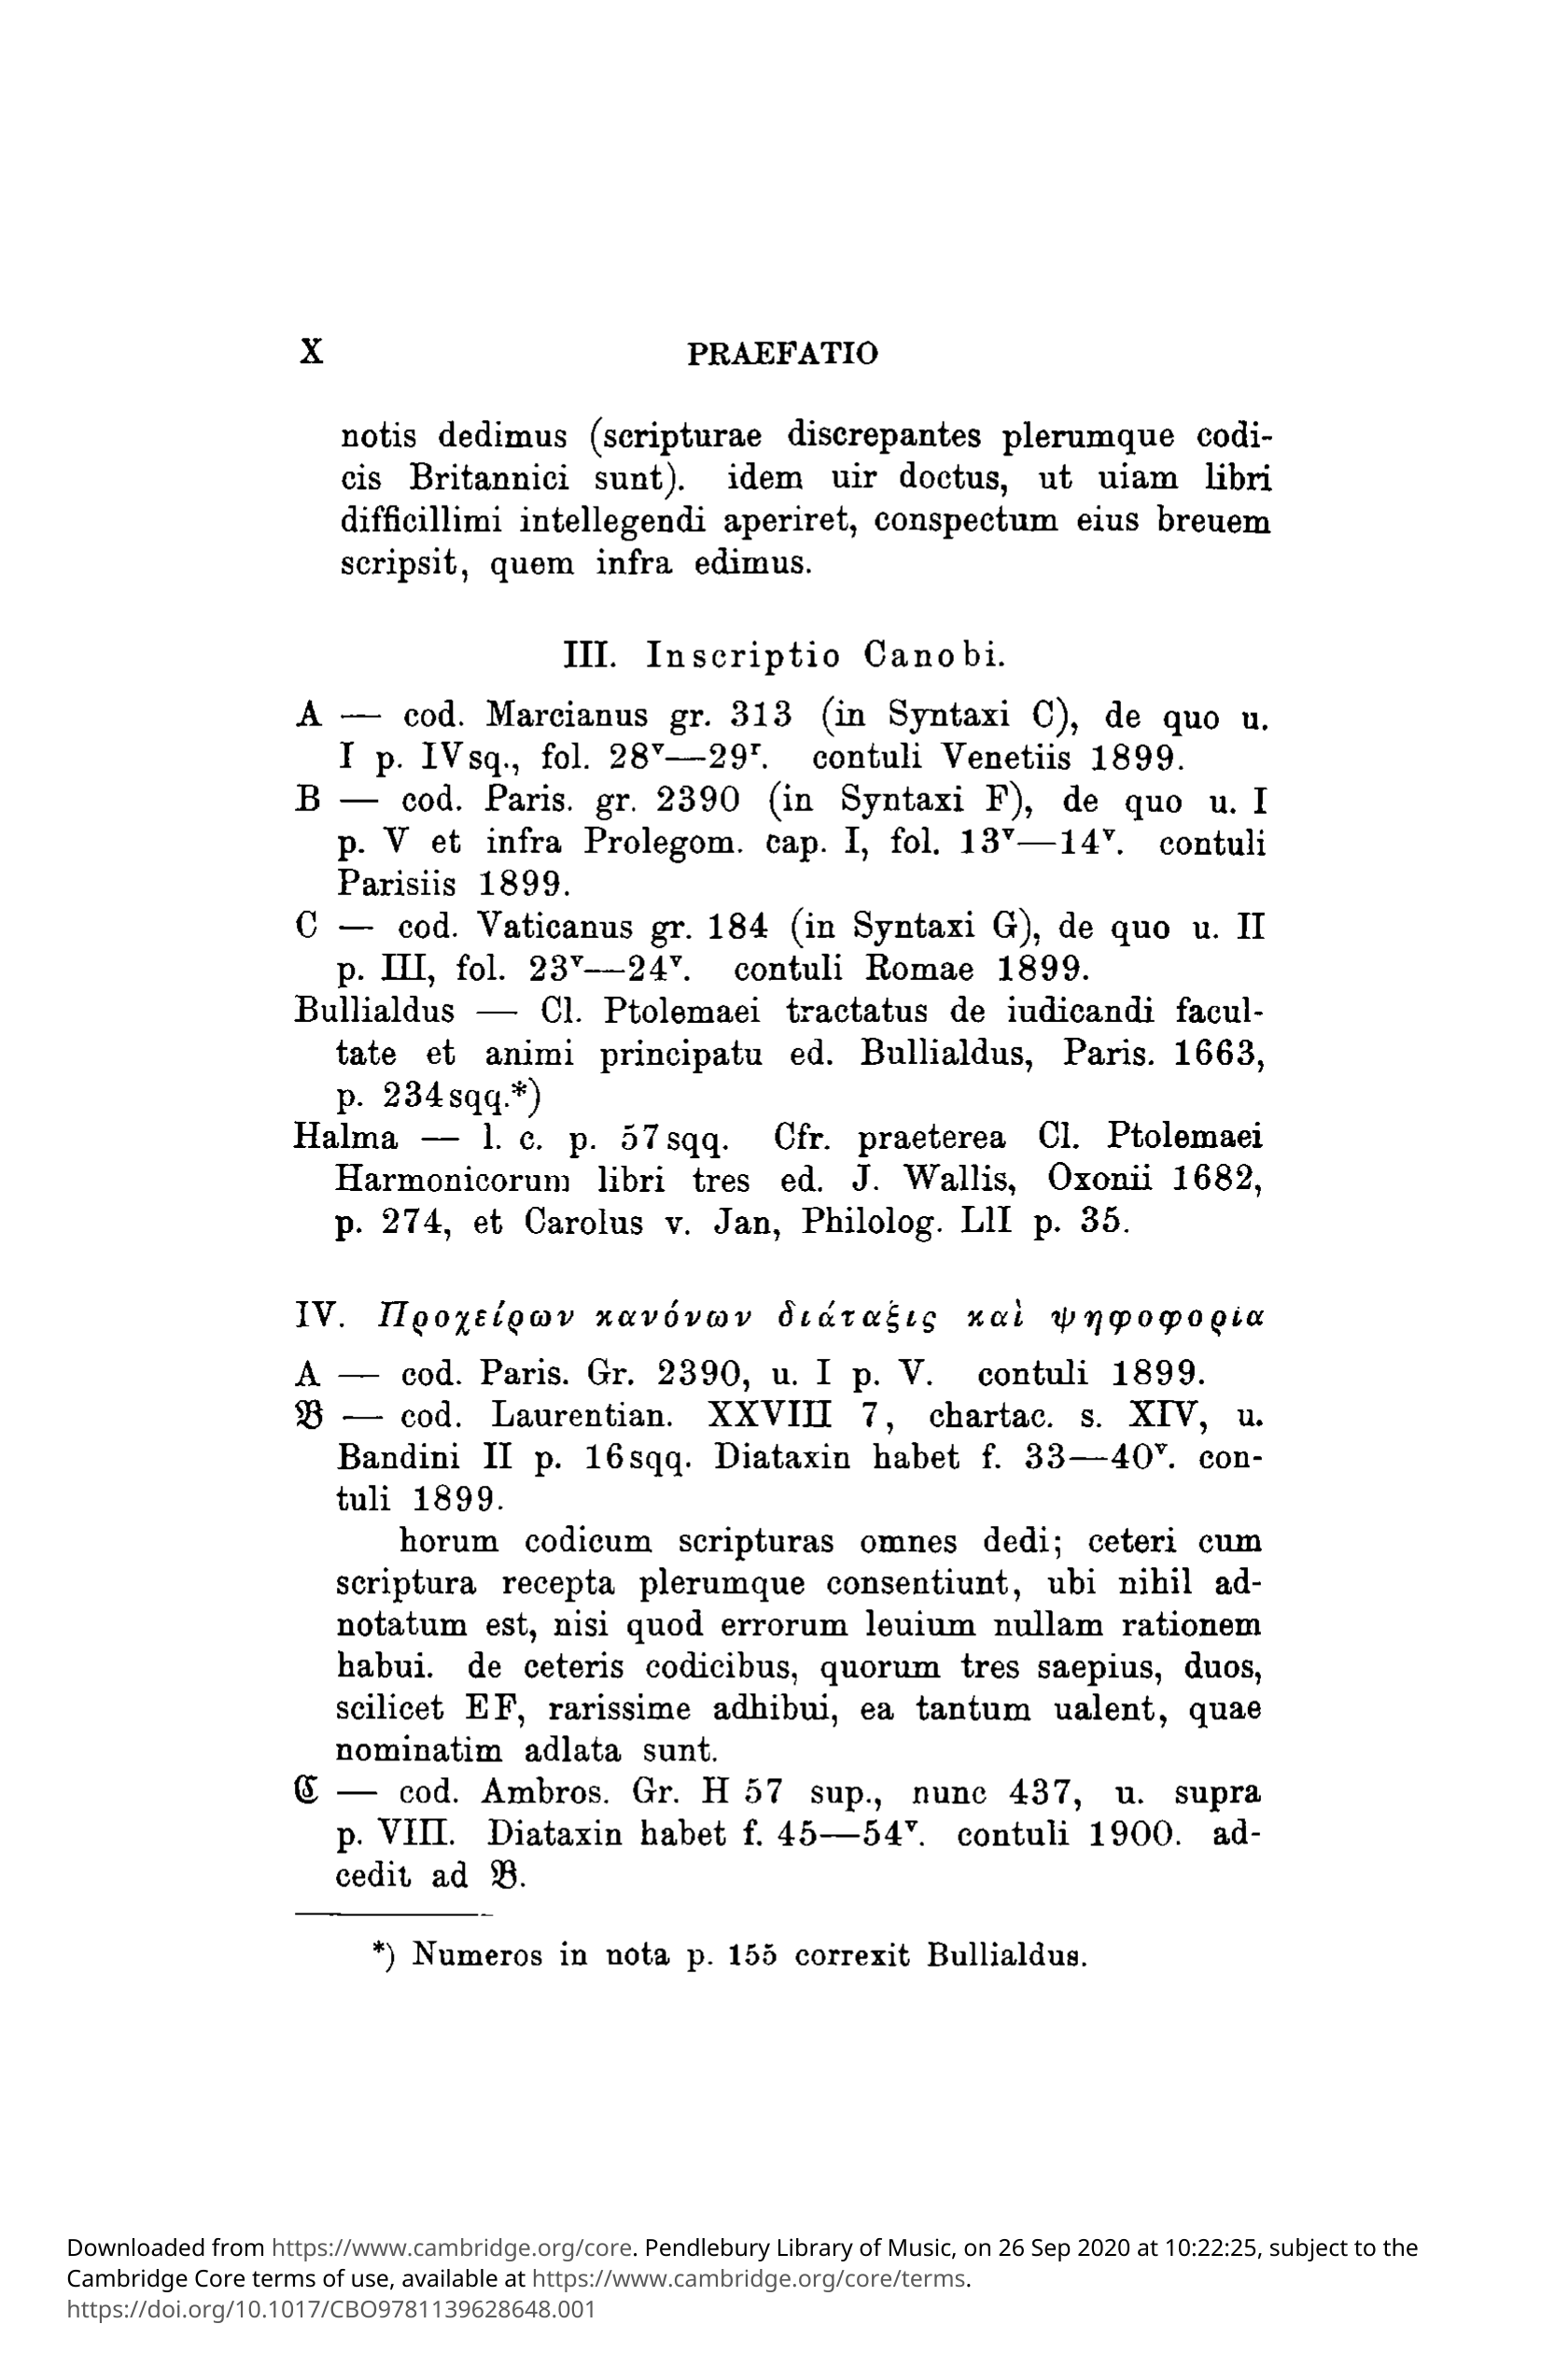 X PRAEFATIO
notis dedimus (scripturae discrepantes plerumque codi-
cis Britannici sunt). idem uir doctus, ut uiam libri
difficillimi intellegendi aperiret, conspectum eius breuem
scripsit, quem infra edimus.
III. Inscriptio Canobi.
A — cod. Marcianus gr. 313 (in Syntaxi C), de quo u.
I p. IVsq., fol. 28ᵛ—29ʳ. contuli Venetiis 1899.
B — cod. Paris. gr. 2390 (in Syntaxi F), de quo u. I
p. V et infra Prolegom. cap. I, fol. 13ᵛ—14ᵛ. contuli
Parisiis 1899.
C — cod. Vaticanus gr. 184 (in Syntaxi G), de quo u. II
p. III, fol. 23ᵛ—24ᵛ. contuli Romae 1899.
Bullialdus — Cl. Ptolemaei tractatus de iudicandi facul-
tate et animi principatu ed. Bullialdus, Paris. 1663,
p. 234sqq.*)
Halma — l. c. p. 57sqq. Cfr. praeterea Cl. Ptolemaei
Harmonicorum libri tres ed. J. Wallis, Oxonii 1682,
p. 274, et Carolus v. Jan, Philolog. LII p. 35.
IV. Προχείρων κανόνων διάταξις καὶ ψηφοφορία
A — cod. Paris. Gr. 2390, u. I p. V. contuli 1899.
𝔅 — cod. Laurentian. XXVIII 7, chartac. s. XIV, u.
Bandini II p. 16sqq. Diataxin habet f. 33—40ᵛ. con-
tuli 1899.
horum codicum scripturas omnes dedi; ceteri cum
scriptura recepta plerumque consentiunt, ubi nihil ad-
notatum est, nisi quod errorum leuium nullam rationem
habui. de ceteris codicibus, quorum tres saepius, duos,
scilicet EF, rarissime adhibui, ea tantum ualent, quae
nominatim adlata sunt.
ℭ — cod. Ambros. Gr. H 57 sup., nunc 437, u. supra
p. VIII. Diataxin habet f. 45—54ᵛ. contuli 1900. ad-
cedit ad 𝔅.
*) Numeros in nota p. 155 correxit Bullialdus.
Downloaded from https://www.cambridge.org/core. Pendlebury Library of Music, on 26 Sep 2020 at 10:22:25, subject to the
Cambridge Core terms of use, available at https://www.cambridge.org/core/terms.
https://doi.org/10.1017/CBO9781139628648.001